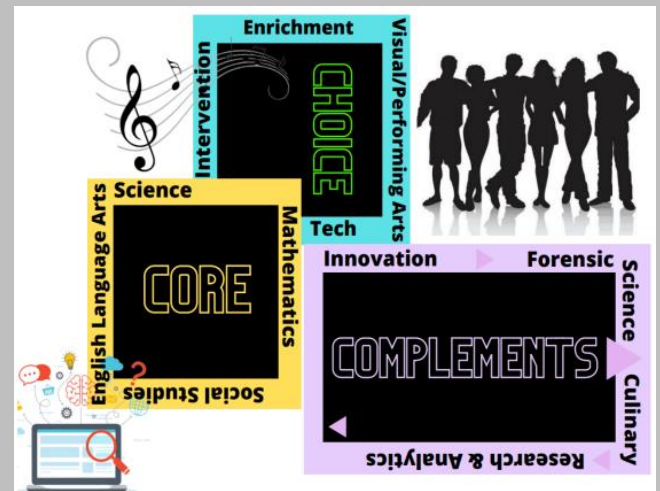 Enrichment
Visual/Performing Arts
Tech
Intervention
CHOICE
Science
Mathematics
Social Studies
English Language Arts
CORE
Innovation
Forensic
Science
Culinary
Research & Analytics
COMPLEMENTS
?